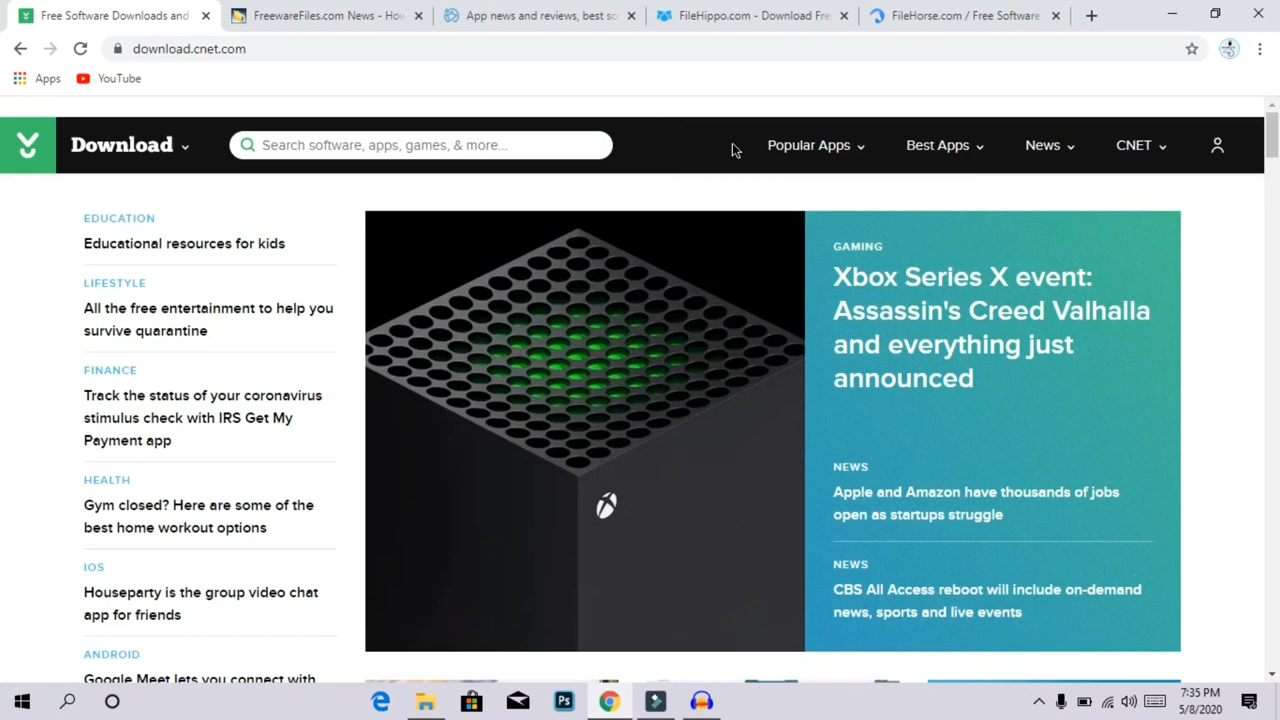 Free Software Downloads and
FreewareFiles.com News - How
App news and reviews, best so
FileHippo.com - Download Fre
FileHorse.com / Free Software
download.cnet.com
Apps
YouTube
Download
Search software, apps, games, & more...
Popular Apps
Best Apps
News
CNET
EDUCATION
Educational resources for kids
LIFESTYLE
All the free entertainment to help you
survive quarantine
FINANCE
Track the status of your coronavirus
stimulus check with IRS Get My
Payment app
HEALTH
Gym closed? Here are some of the
best home workout options
IOS
Houseparty is the group video chat
app for friends
ANDROID
Google Meet lets you connect with
GAMING
Xbox Series X event:
Assassin's Creed Valhalla
and everything just
announced
NEWS
Apple and Amazon have thousands of jobs
open as startups struggle
NEWS
CBS All Access reboot will include on-demand
news, sports and live events
Ps
7:35 PM
5/8/2020